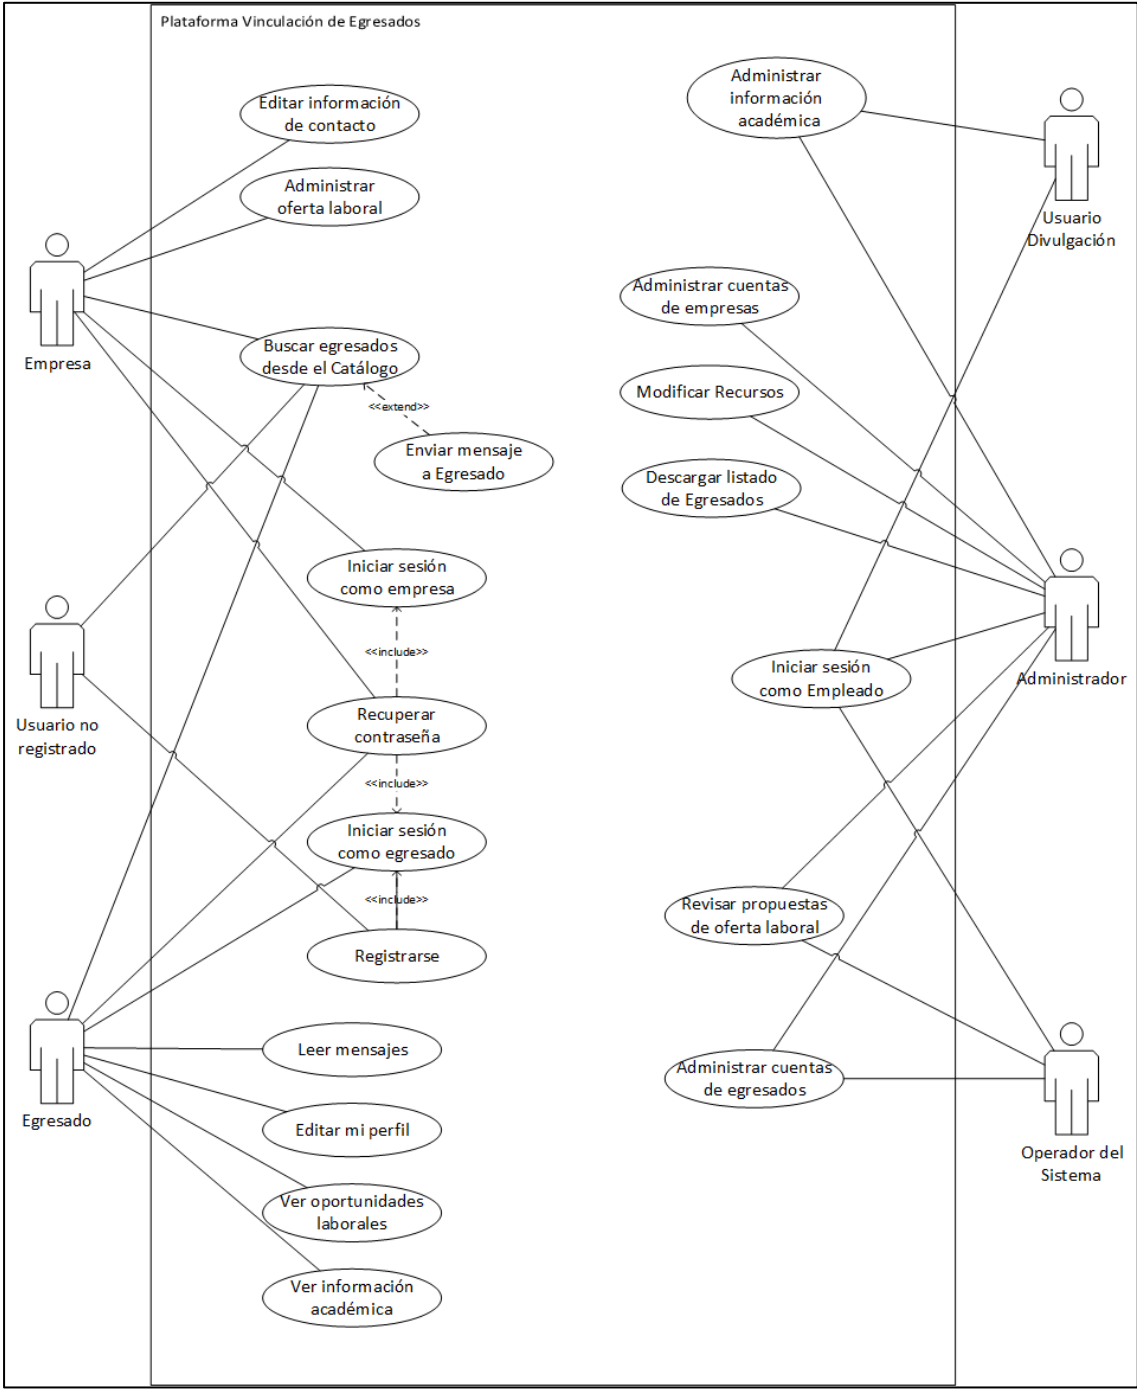 Plataforma Vinculación de Egresados
Editar información
de contacto
Administrar
oferta laboral
Empresa
Buscar egresados
desde el Catálogo
<<extend>>
Enviar mensaje
a Egresado
Iniciar sesión
como empresa
<<include>>
Usuario no
registrado
Recuperar
contraseña
<<include>>
Iniciar sesión
como egresado
<<include>>
Registrarse
Egresado
Leer mensajes
Editar mi perfil
Ver oportunidades
laborales
Ver información
académica
Administrar
información
académica
Usuario
Divulgación
Administrar cuentas
de empresas
Modificar Recursos
Descargar listado
de Egresados
Iniciar sesión
como Empleado
Administrador
Revisar propuestas
de oferta laboral
Administrar cuentas
de egresados
Operador del
Sistema